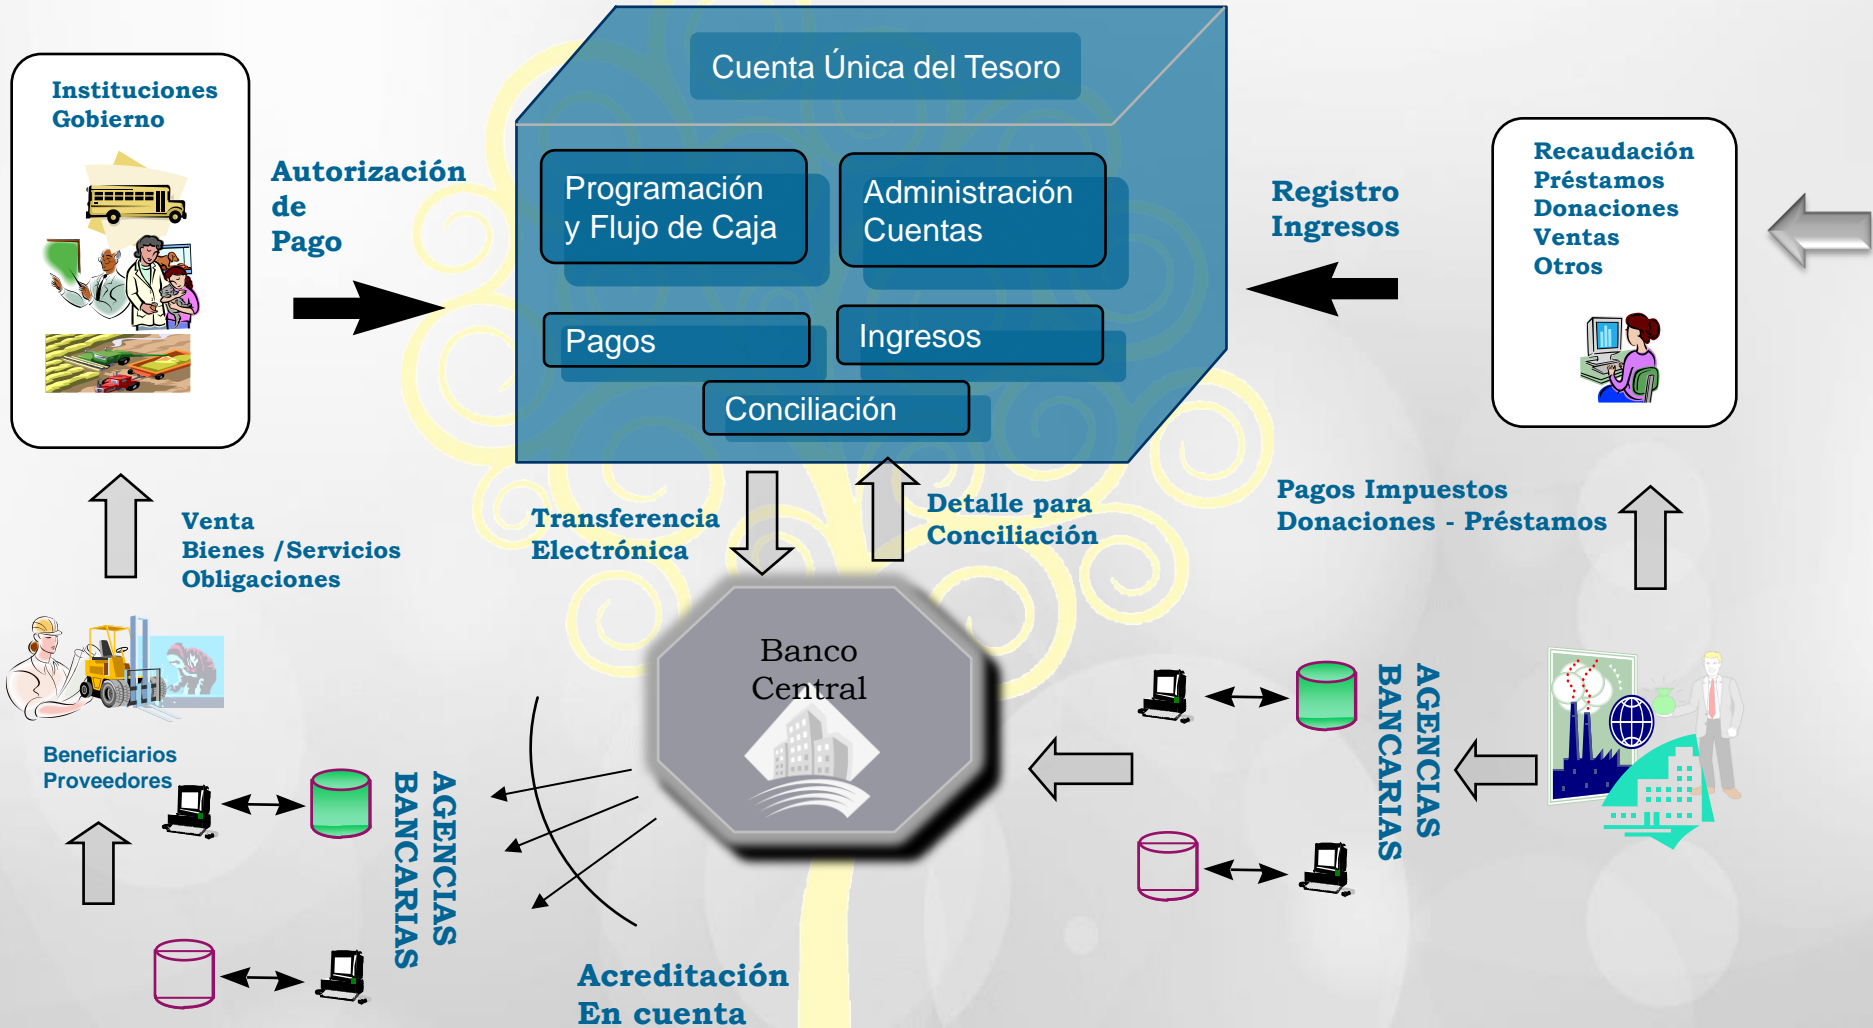 Cuenta Única del Tesoro
Instituciones
Gobierno
Autorización
de
Pago
Programación
y Flujo de Caja
Administración
Cuentas
Pagos
Ingresos
Conciliación
Registro
Ingresos
Recaudación
Préstamos
Donaciones
Ventas
Otros
Venta
Bienes /Servicios
Obligaciones
Transferencia
Electrónica
Detalle para
Conciliación
Pagos Impuestos
Donaciones - Préstamos
Banco
Central
Beneficiarios
Proveedores
AGENCIAS
BANCARIAS
AGENCIAS
BANCARIAS
Acreditación
En cuenta